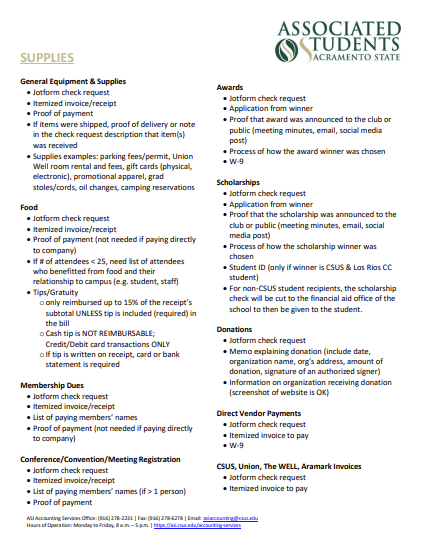 ASSOCIATED
STUDENTS
SACRAMENTO STATE
SUPPLIES
General Equipment & Supplies
• Jotform check request
• Itemized invoice/receipt
• Proof of payment
• If items were shipped, proof of delivery or note
in the check request description that item(s)
was received
• Supplies examples: parking fees/permit, Union
Well room rental and fees, gift cards (physical,
electronic), promotional apparel, grad
stoles/cords, oil changes, camping reservations
Food
• Jotform check request
• Itemized invoice/receipt
• Proof of payment (not needed if paying directly
to company)
• If # of attendees < 25, need list of attendees
who benefitted from food and their
relationship to campus (e.g. student, staff)
• Tips/Gratuity
o only reimbursed up to 15% of the receipt's
subtotal UNLESS tip is included (required) in
the bill
o Cash tip is NOT REIMBURSABLE;
Credit/Debit card transactions ONLY
o If tip is written on receipt, card or bank
statement is required
Membership Dues
• Jotform check request
• Itemized invoice/receipt
• List of paying members' names
• Proof of payment (not needed if paying directly
to company)
Conference/Convention/Meeting Registration
• Jotform check request
• Itemized invoice/receipt
• List of paying members' names (if > 1 person)
• Proof of payment
Awards
• Jotform check request
• Application from winner
• Proof that award was announced to the club or
public (meeting minutes, email, social media
post)
• Process of how the award winner was chosen
• W-9
Scholarships
• Jotform check request
• Application from winner
• Proof that the scholarship was announced to the
club or public (meeting minutes, email, social
media post)
• Process of how the scholarship winner was
chosen
• Student ID (only if winner is CSUS & Los Rios CC
student)
• For non-CSUS student recipients, the scholarship
check will be cut to the financial aid office of the
school to then be given to the student.
Donations
• Jotform check request
• Memo explaining donation (include date,
organization name, org's address, amount of
donation, signature of an authorized signer)
• Information on organization receiving donation
(screenshot of website is OK)
Direct Vendor Payments
• Jotform check request
• Itemized invoice to pay
• W-9
CSUS, Union, The WELL, Aramark Invoices
• Jotform check request
• Itemized invoice to pay
ASI Accounting Services Office: (916) 278-2231 | Fax: (916) 278-6278 | Email: asiaccounting@csus.edu
Hours of Operation: Monday to Friday, 8 a.m. – 5 p.m. | https://asi.csus.edu/accounting-services